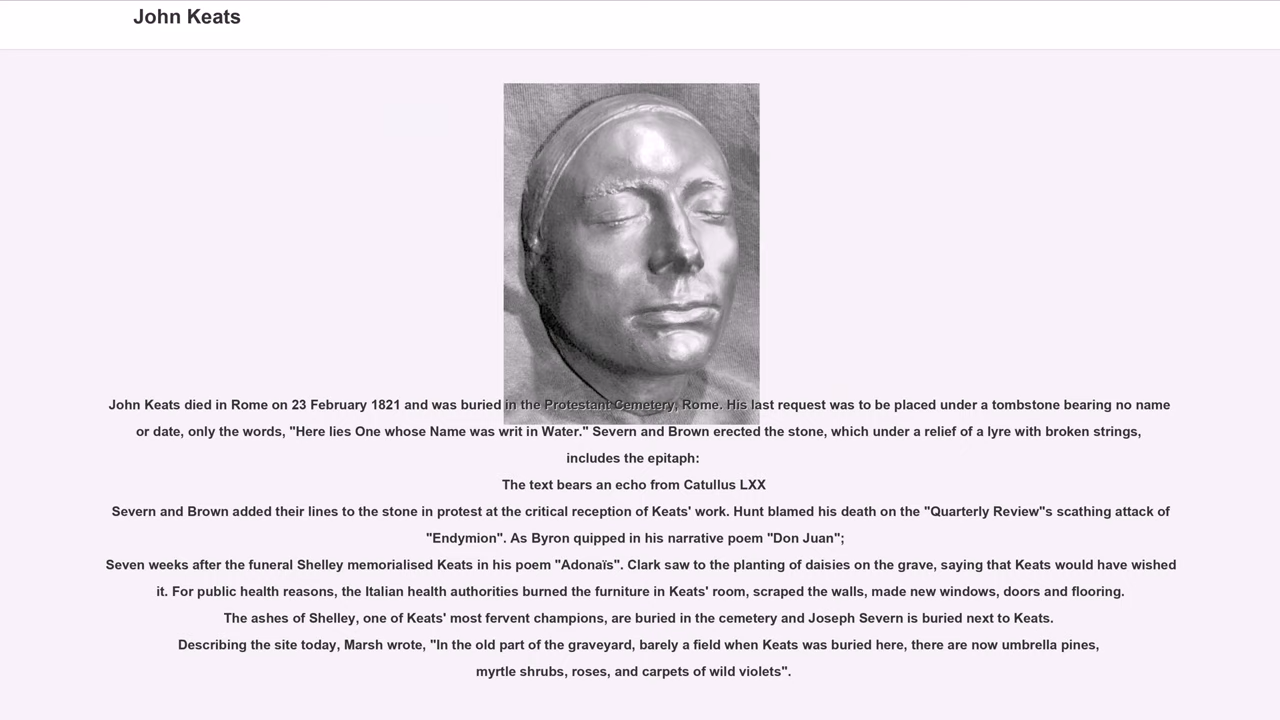 John Keats
John Keats died in Rome on 23 February 1821 and was buried in the Protestant Cemetery, Rome. His last request was to be placed under a tombstone bearing no name
or date, only the words, "Here lies One whose Name was writ in Water." Severn and Brown erected the stone, which under a relief of a lyre with broken strings,
includes the epitaph:
The text bears an echo from Catullus LXX
Severn and Brown added their lines to the stone in protest at the critical reception of Keats' work. Hunt blamed his death on the "Quarterly Review"s scathing attack of
"Endymion". As Byron quipped in his narrative poem "Don Juan";
Seven weeks after the funeral Shelley memorialised Keats in his poem "Adonaïs". Clark saw to the planting of daisies on the grave, saying that Keats would have wished
it. For public health reasons, the Italian health authorities burned the furniture in Keats' room, scraped the walls, made new windows, doors and flooring.
The ashes of Shelley, one of Keats' most fervent champions, are buried in the cemetery and Joseph Severn is buried next to Keats.
Describing the site today, Marsh wrote, "In the old part of the graveyard, barely a field when Keats was buried here, there are now umbrella pines,
myrtle shrubs, roses, and carpets of wild violets".